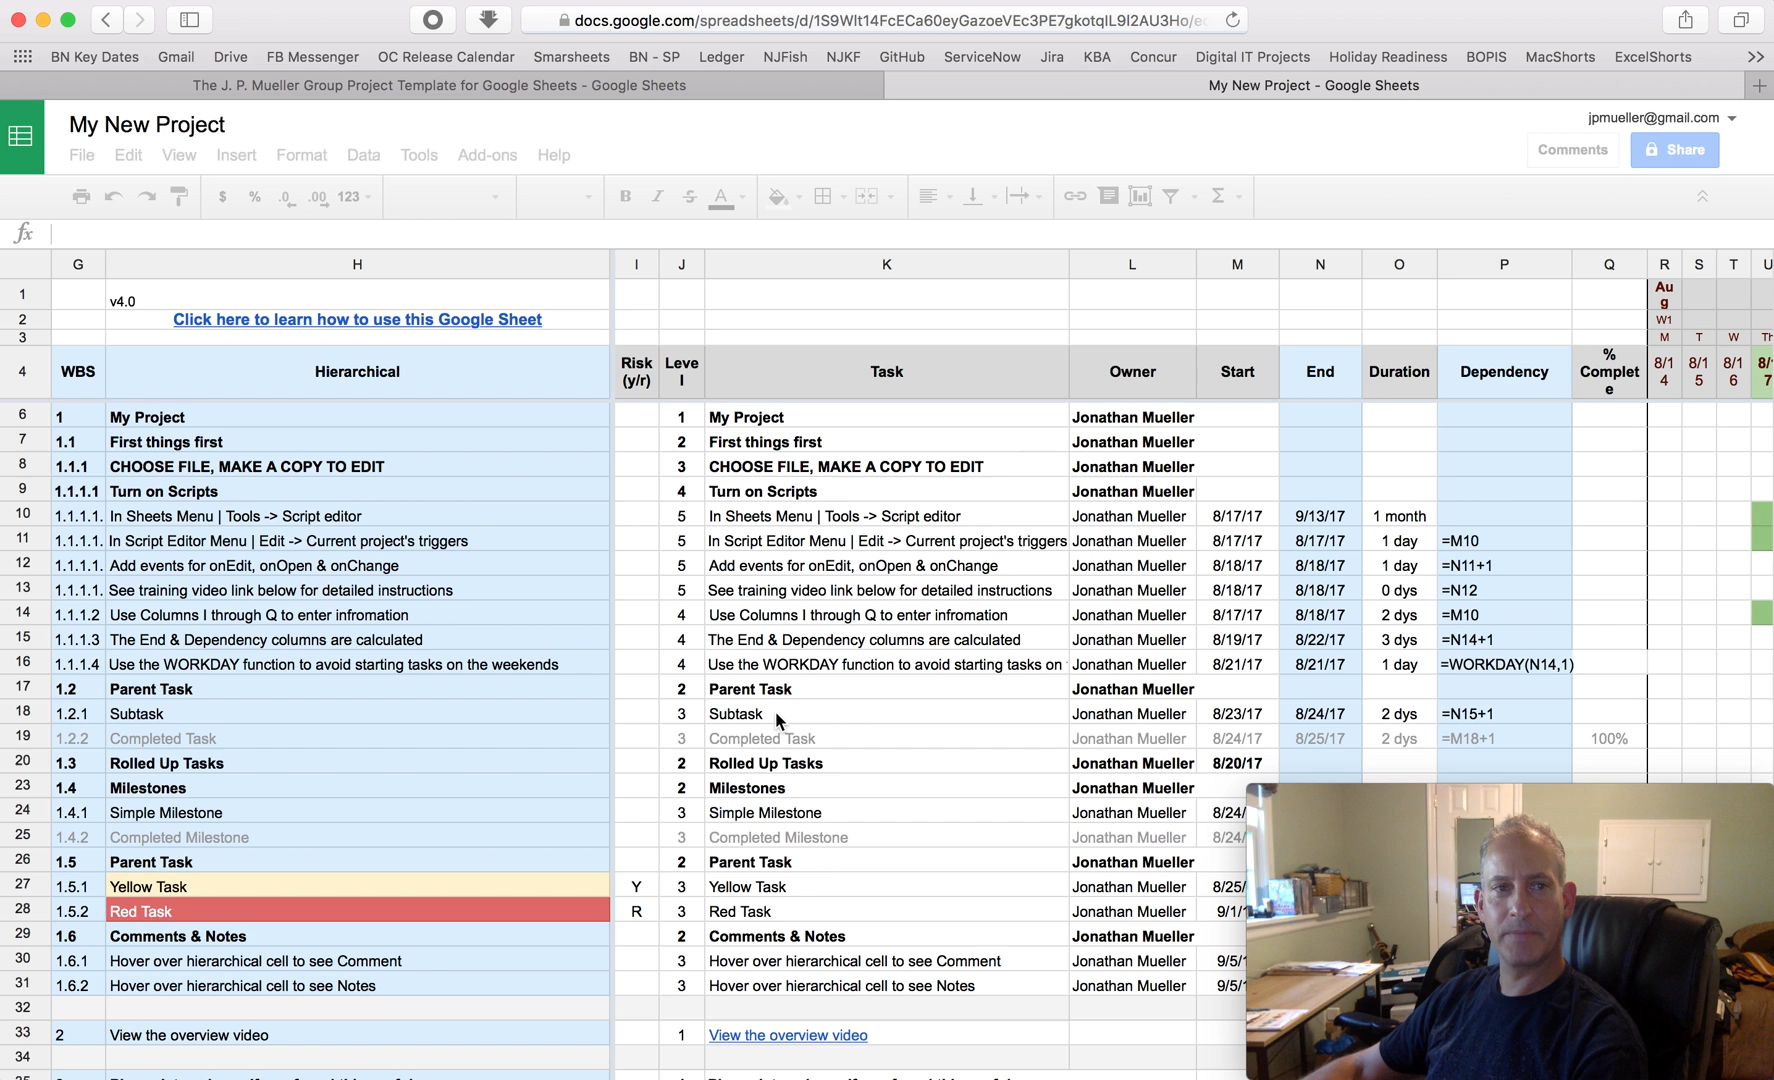 docs.google.com/spreadsheets/d/1S9WIt14FcECa60eyGazoeVEc3PE7gkotqIL9I2AU3Ho/e
BN Key Dates Gmail Drive FB Messenger OC Release Calendar Smarsheets BN - SP Ledger NJFish NJKF GitHub ServiceNow Jira KBA Concur Digital IT Projects Holiday Readiness BOPIS MacShorts ExcelShorts
The J. P. Mueller Group Project Template for Google Sheets - Google Sheets
My New Project - Google Sheets
My New Project
jpmueller@gmail.com
File Edit View Insert Format Data Tools Add-ons Help
Comments
Share
$ % .0 .00 123 B I S A Σ
fx
G H I J K L M N O P Q R S T U
1 v4.0 Aug
2 Click here to learn how to use this Google Sheet W1
3 M T W Th
4 WBS Hierarchical Risk (y/r) Level Task Owner Start End Duration Dependency % Complete 8/14 8/15 8/16 8/17
6 1 My Project 1 My Project Jonathan Mueller
7 1.1 First things first 2 First things first Jonathan Mueller
8 1.1.1 CHOOSE FILE, MAKE A COPY TO EDIT 3 CHOOSE FILE, MAKE A COPY TO EDIT Jonathan Mueller
9 1.1.1.1 Turn on Scripts 4 Turn on Scripts Jonathan Mueller
10 1.1.1.1. In Sheets Menu | Tools -> Script editor 5 In Sheets Menu | Tools -> Script editor Jonathan Mueller 8/17/17 9/13/17 1 month
11 1.1.1.1. In Script Editor Menu | Edit -> Current project's triggers 5 In Script Editor Menu | Edit -> Current project's triggers Jonathan Mueller 8/17/17 8/17/17 1 day =M10
12 1.1.1.1. Add events for onEdit, onOpen & onChange 5 Add events for onEdit, onOpen & onChange Jonathan Mueller 8/18/17 8/18/17 1 day =N11+1
13 1.1.1.1. See training video link below for detailed instructions 5 See training video link below for detailed instructions Jonathan Mueller 8/18/17 8/18/17 0 dys =N12
14 1.1.1.2 Use Columns I through Q to enter infromation 4 Use Columns I through Q to enter infromation Jonathan Mueller 8/17/17 8/18/17 2 dys =M10
15 1.1.1.3 The End & Dependency columns are calculated 4 The End & Dependency columns are calculated Jonathan Mueller 8/19/17 8/22/17 3 dys =N14+1
16 1.1.1.4 Use the WORKDAY function to avoid starting tasks on the weekends 4 Use the WORKDAY function to avoid starting tasks on Jonathan Mueller 8/21/17 8/21/17 1 day =WORKDAY(N14,1)
17 1.2 Parent Task 2 Parent Task Jonathan Mueller
18 1.2.1 Subtask 3 Subtask Jonathan Mueller 8/23/17 8/24/17 2 dys =N15+1
19 1.2.2 Completed Task 3 Completed Task Jonathan Mueller 8/24/17 8/25/17 2 dys =M18+1 100%
20 1.3 Rolled Up Tasks 2 Rolled Up Tasks Jonathan Mueller 8/20/17
23 1.4 Milestones 2 Milestones Jonathan Mueller
24 1.4.1 Simple Milestone 3 Simple Milestone Jonathan Mueller 8/24/
25 1.4.2 Completed Milestone 3 Completed Milestone Jonathan Mueller 8/24/
26 1.5 Parent Task 2 Parent Task Jonathan Mueller
27 1.5.1 Yellow Task Y 3 Yellow Task Jonathan Mueller 8/25/
28 1.5.2 Red Task R 3 Red Task Jonathan Mueller 9/1/1
29 1.6 Comments & Notes 2 Comments & Notes Jonathan Mueller
30 1.6.1 Hover over hierarchical cell to see Comment 3 Hover over hierarchical cell to see Comment Jonathan Mueller 9/5/1
31 1.6.2 Hover over hierarchical cell to see Notes 3 Hover over hierarchical cell to see Notes Jonathan Mueller 9/5/1
32
33 2 View the overview video 1 View the overview video
34